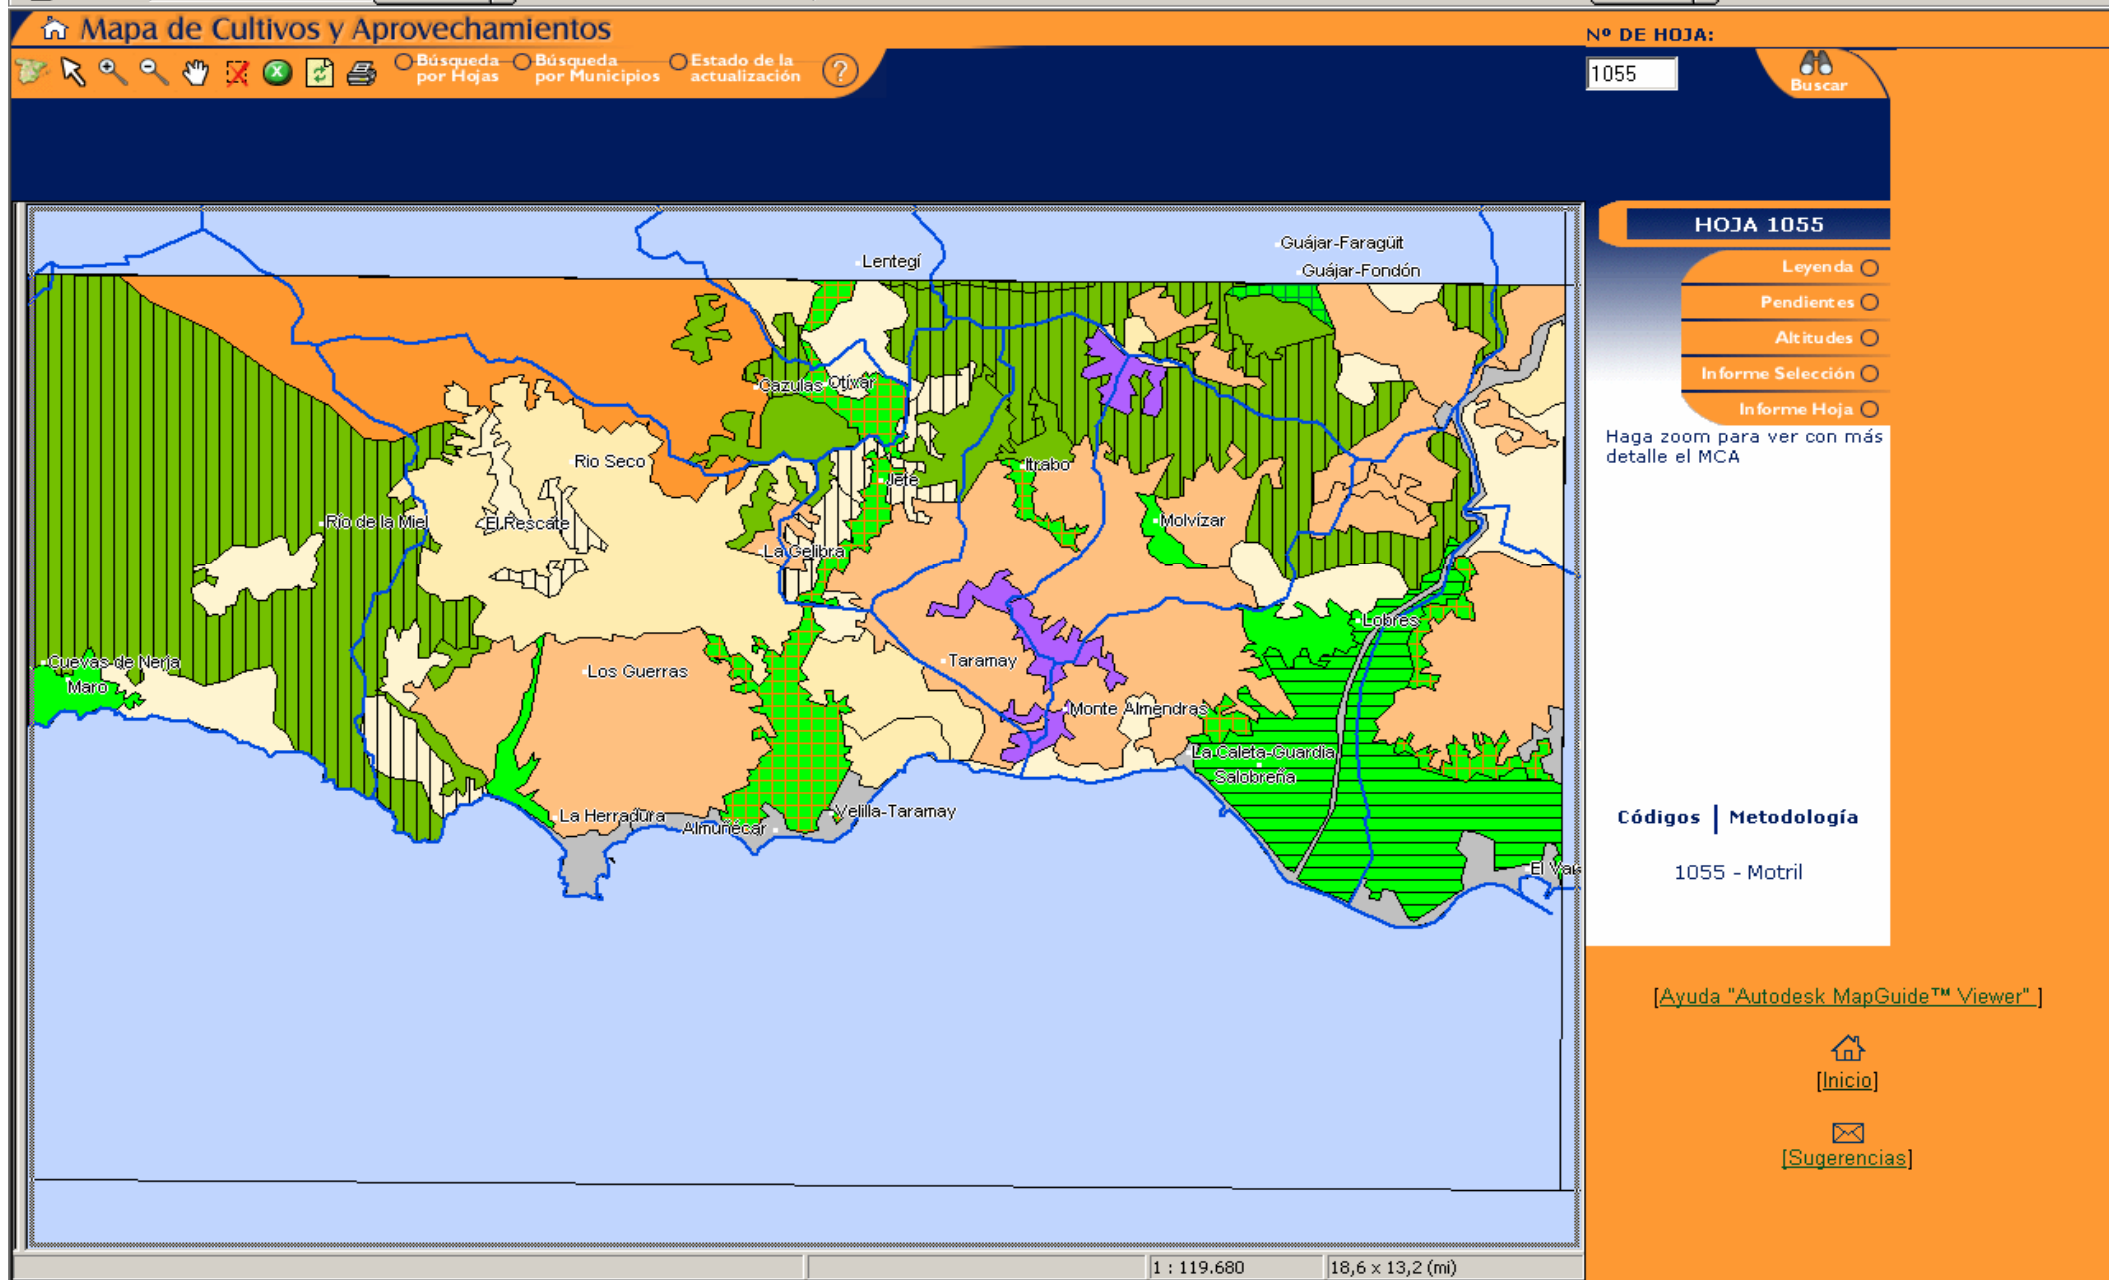 Mapa de Cultivos y Aprovechamientos
Nº DE HOJA:
Búsqueda
por Hojas
Búsqueda
por Municipios
Estado de la
actualización
?
1055
Buscar
HOJA 1055
Leyenda
Pendientes
Altitudes
Informe Selección
Informe Hoja
Haga zoom para ver con más
detalle el MCA
Guájar-Faragüit
Lentegí
Guájar-Fondón
Cazulas
Otívar
Rio Seco
Itrabo
Jete
Río de la Miel
El Rescate
Molvízar
La Gelibra
Lobres
Cuevas de Nerja
Taramay
Los Guerras
Maro
Monte Almendras
La Caleta-Guardia
Salobreña
La Herradura
Velilla-Taramay
Almuñécar
El Var
Códigos | Metodología
1055 - Motril
[Ayuda "Autodesk MapGuide™ Viewer" ]
[Inicio]
[Sugerencias]
1 : 119.680
18,6 x 13,2 (mi)